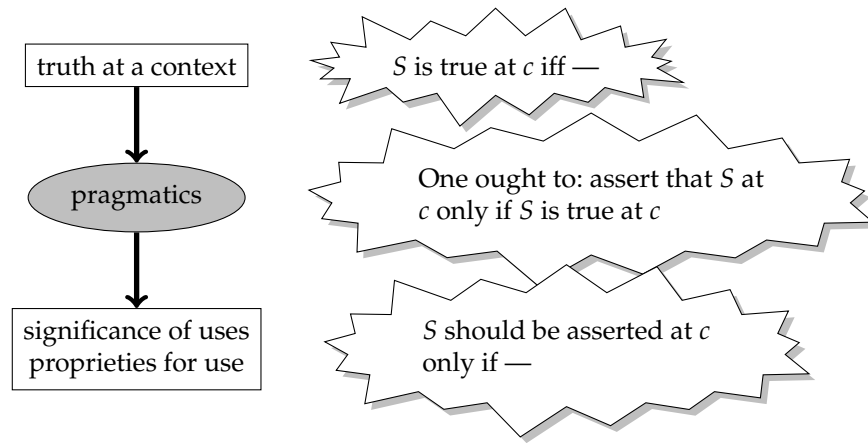 truth at a context
S is true at c iff —
pragmatics
One ought to: assert that S at
c only if S is true at c
significance of uses
proprieties for use
S should be asserted at c
only if —